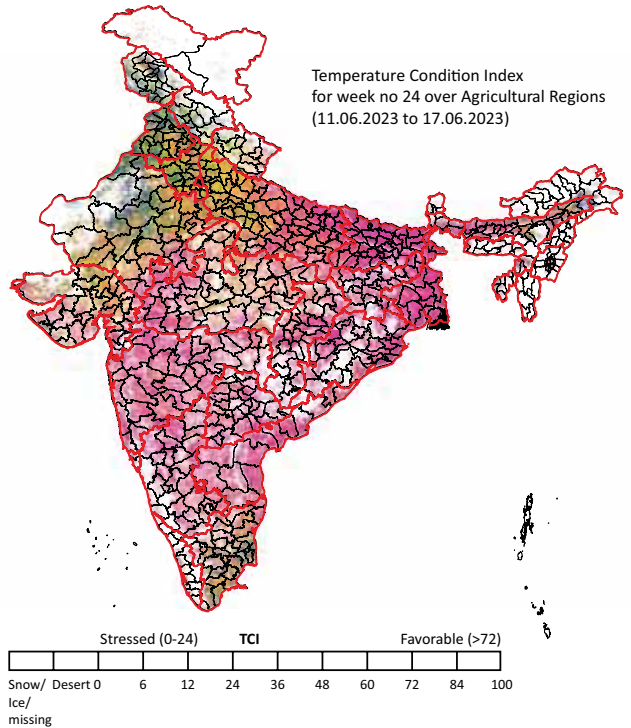 Temperature Condition Index
for week no 24 over Agricultural Regions
(11.06.2023 to 17.06.2023)
Stressed (0-24) TCI Favorable (>72)
Snow/ Desert 0 6 12 24 36 48 60 72 84 100
Ice/
missing